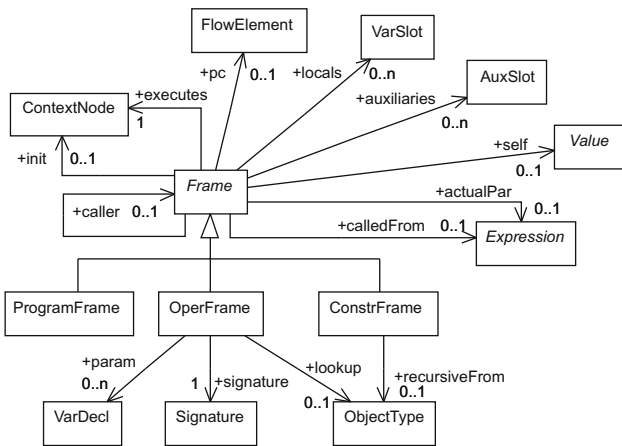 FlowElement
VarSlot
+pc
+locals
0..1
0..n
AuxSlot
+executes
+auxiliaries
ContextNode
1
0..n
+init
0..1
+self
Value
0..1
Frame
+actualPar
+caller
0..1
+calledFrom
0..1
0..1
Expression
ProgramFrame
OperFrame
ConstrFrame
+param
1
+signature
+lookup
+recursiveFrom
0..n
0..1
0..1
VarDecl
Signature
ObjectType